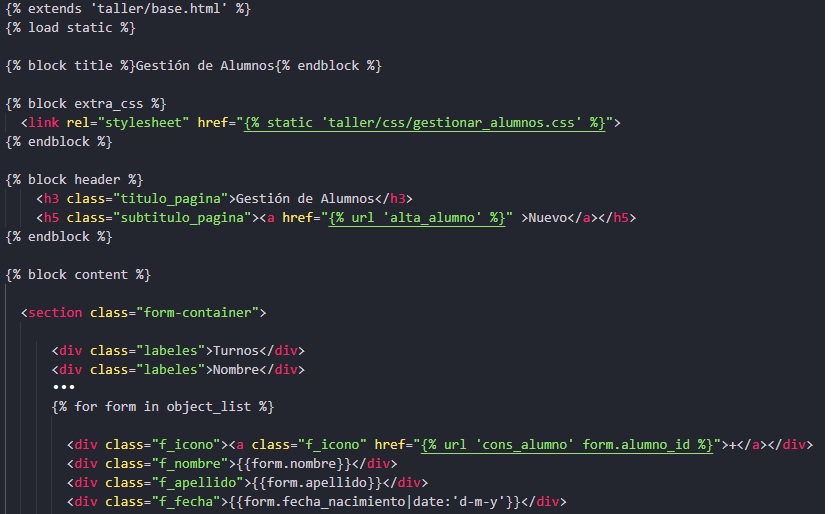 {% extends 'taller/base.html' %}
{% load static %}
{% block title %}Gestión de Alumnos{% endblock %}
{% block extra_css %}
<link rel="stylesheet" href="{% static 'taller/css/gestionar_alumnos.css' %}">
{% endblock %}
{% block header %}
<h3 class="titulo_pagina">Gestión de Alumnos</h3>
<h5 class="subtitulo_pagina"><a href="{% url 'alta_alumno' %}" >Nuevo</a></h5>
{% endblock %}
{% block content %}
<section class="form-container">
<div class="labeles">Turnos</div>
<div class="labeles">Nombre</div>
•••
{% for form in object_list %}
<div class="f_icono"><a class="f_icono" href="{% url 'cons_alumno' form.alumno_id %}">+</a></div>
<div class="f_nombre">{{form.nombre}}</div>
<div class="f_apellido">{{form.apellido}}</div>
<div class="f_fecha">{{form.fecha_nacimiento|date:'d-m-y'}}</div>